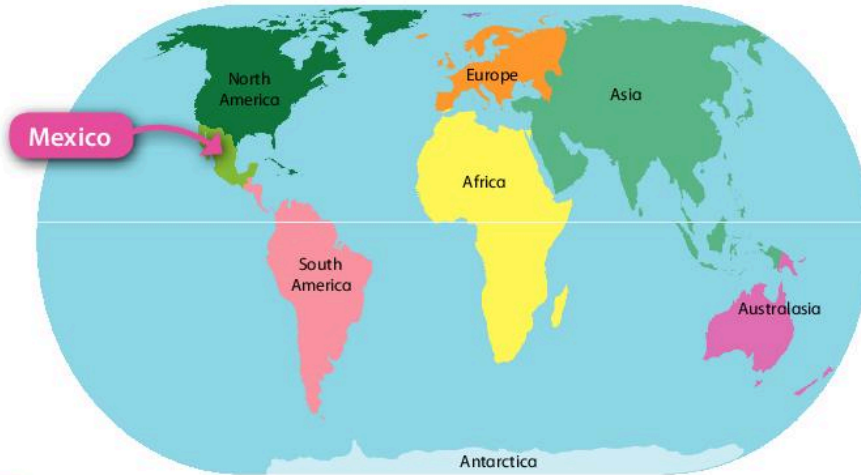 North
America
Europe
Asia
Mexico
Africa
South
America
Australasia
Antarctica